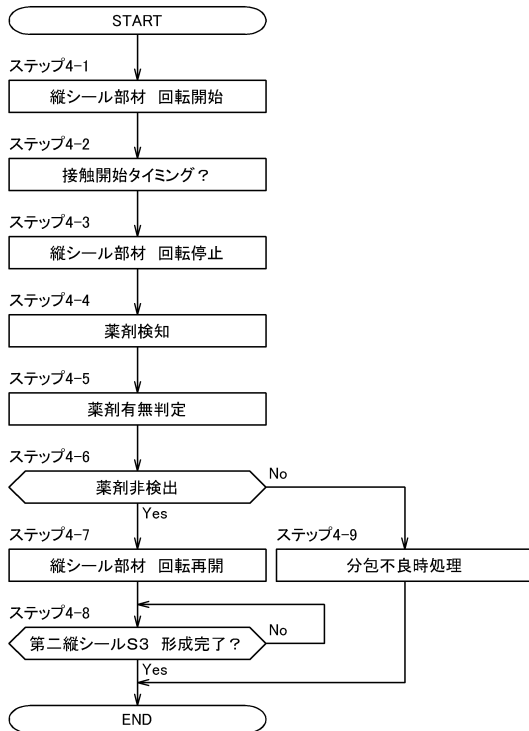 START
ステップ4-1
縦シール部材 回転開始
ステップ4-2
接触開始タイミング？
ステップ4-3
縦シール部材 回転停止
ステップ4-4
薬剤検知
ステップ4-5
薬剤有無判定
ステップ4-6
薬剤非検出
No
Yes
ステップ4-7
縦シール部材 回転再開
ステップ4-9
分包不良時処理
ステップ4-8
第二縦シールS3 形成完了？
No
Yes
END